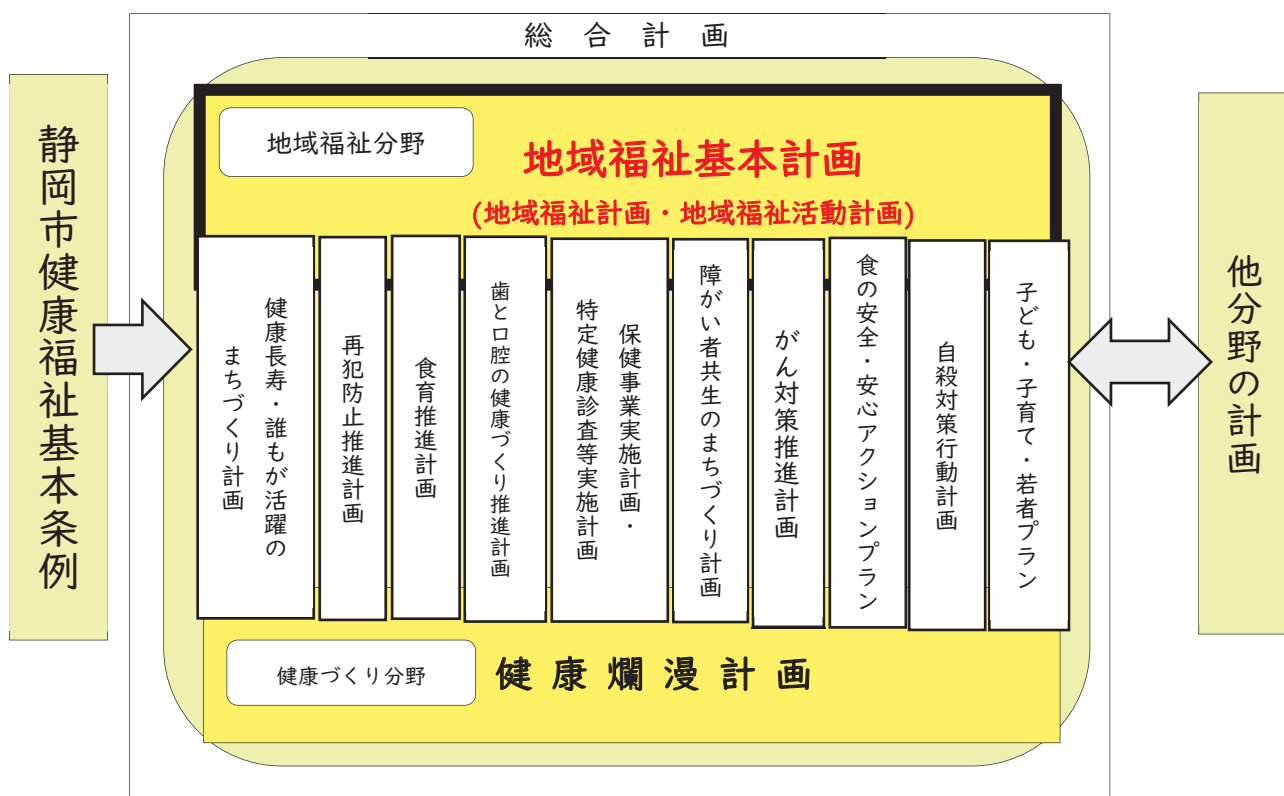 総合計画
静岡市健康福祉基本条例
地域福祉分野
地域福祉基本計画
(地域福祉計画・地域福祉活動計画)
健康長寿・誰もが活躍の
まちづくり計画
再犯防止推進計画
食育推進計画
歯と口腔の健康づくり推進計画
保健事業実施計画・
特定健康診査等実施計画
障がい者共生のまちづくり計画
がん対策推進計画
食の安全・安心アクションプラン
自殺対策行動計画
子ども・子育て・若者プラン
健康づくり分野
健康爛漫計画
他分野の計画